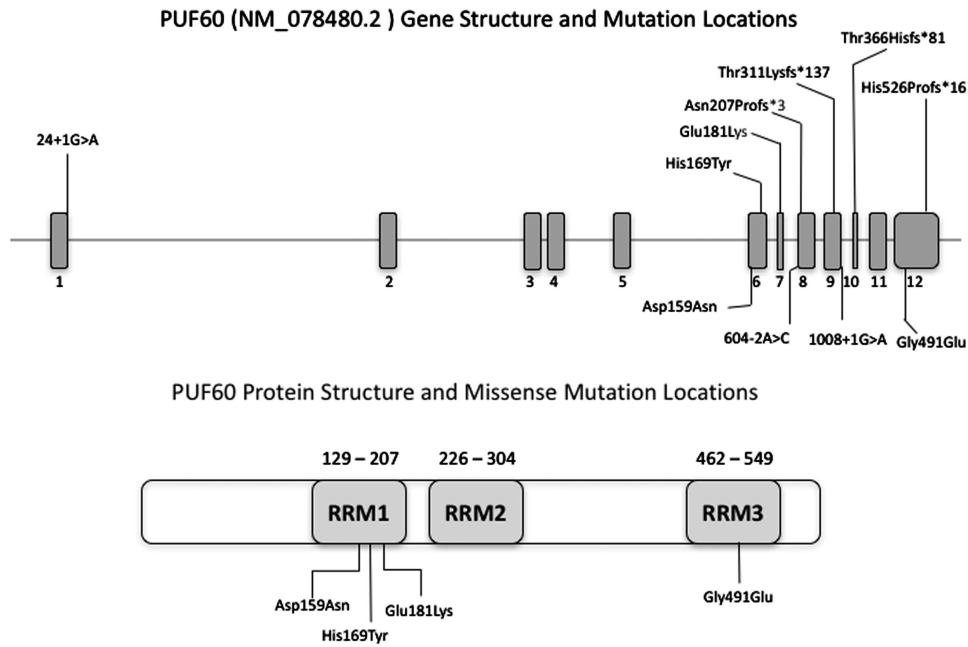 PUF60 (NM_078480.2 ) Gene Structure and Mutation Locations
Thr366Hisfs*81
Thr311Lysfs*137
His526Profs*16
Asn207Profs*3
Glu181Lys
24+1G>A
His169Tyr
1 2 3 4 5 6 7 8 9 10 11 12
Asp159Asn
604-2A>C 1008+1G>A Gly491Glu
PUF60 Protein Structure and Missense Mutation Locations
129 – 207 226 – 304 462 – 549
RRM1 RRM2 RRM3
Asp159Asn Glu181Lys Gly491Glu
His169Tyr